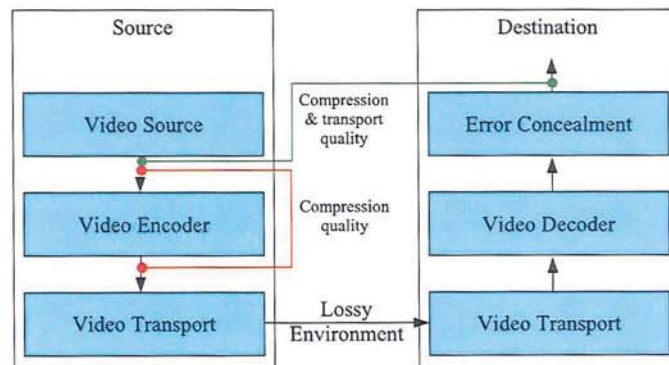 Source
Destination
Video Source
Compression
& transport
quality
Error Concealment
Video Encoder
Compression
quality
Video Decoder
Video Transport
Lossy
Environment
Video Transport